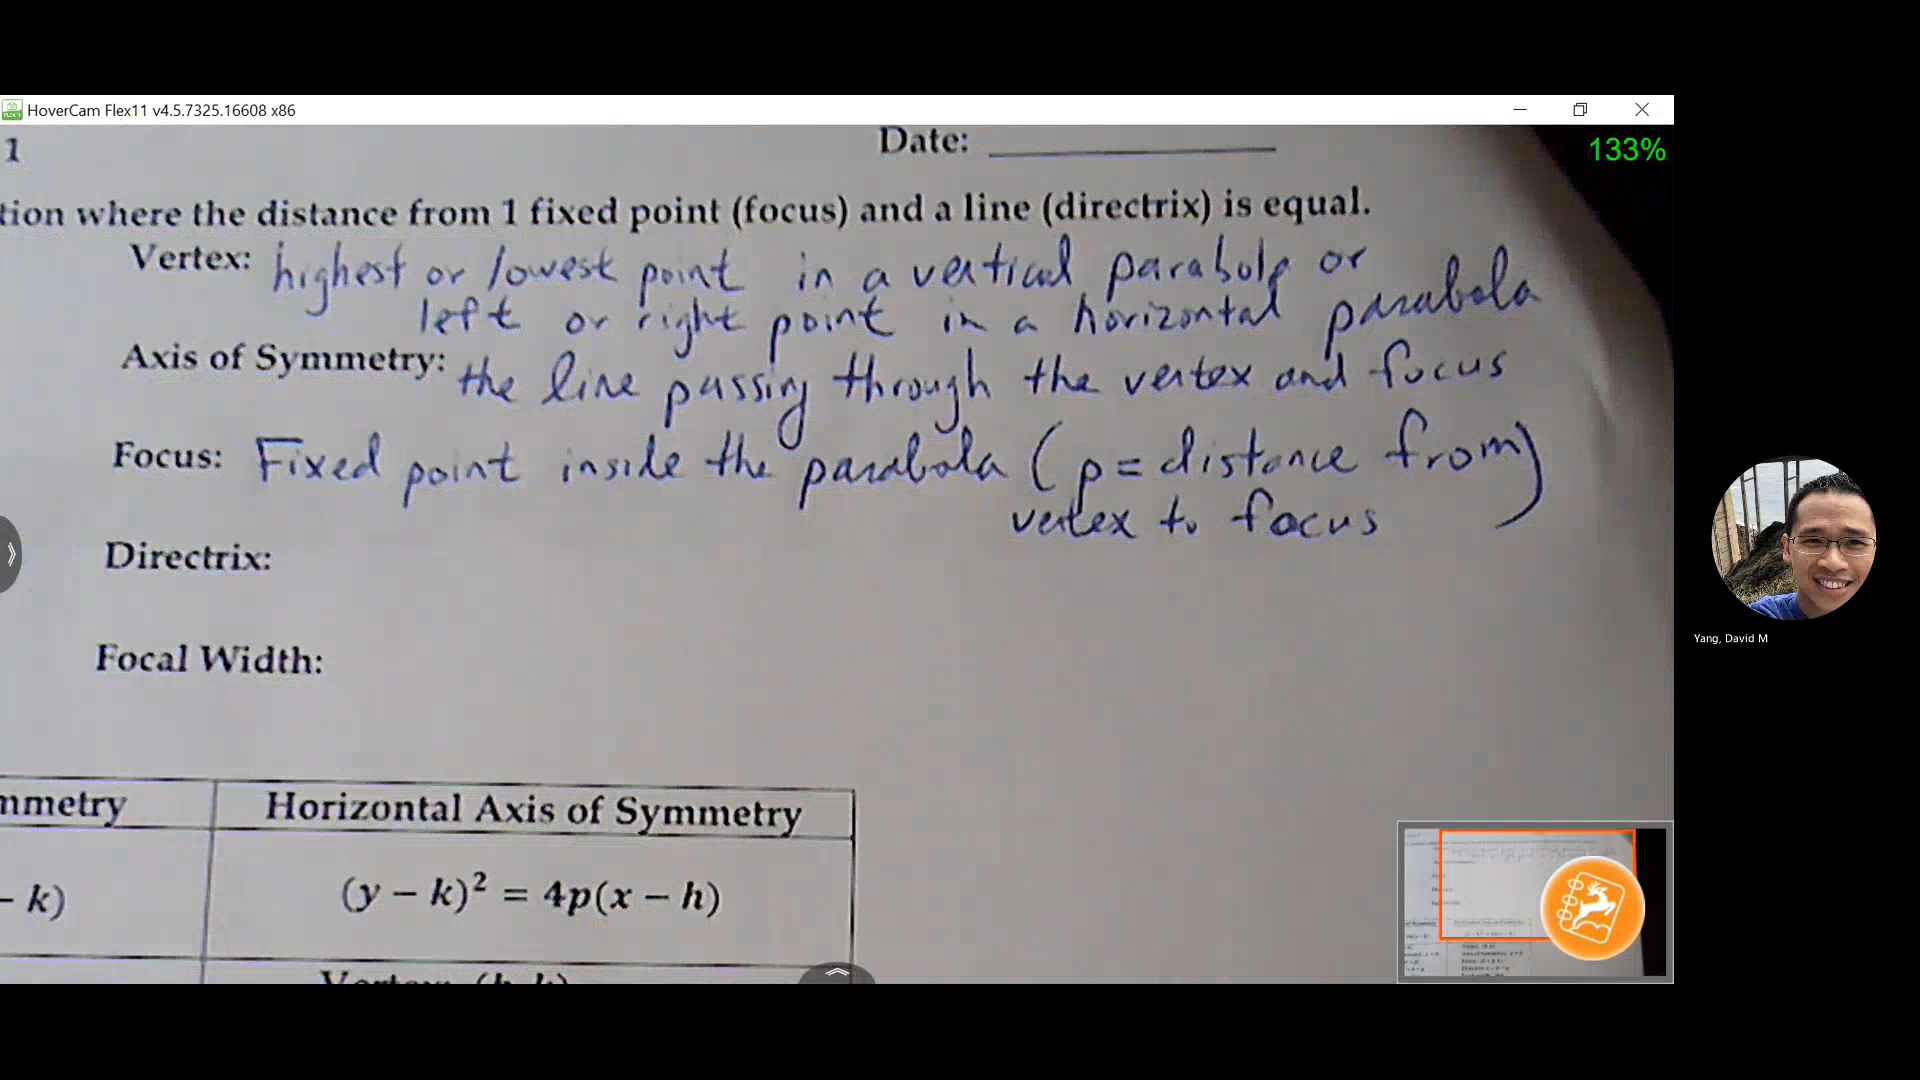 HoverCam Flex11 v4.5.7325.16608 x86
133%
1
Date:
tion where the distance from 1 fixed point (focus) and a line (directrix) is equal.
Vertex: highest or lowest point in a vertical parabola or
left or right point in a horizontal parabola
Axis of Symmetry: the line passing through the vertex and focus
Focus: Fixed point inside the parabola (p = distance from)
vertex to focus
Directrix:
Focal Width:
mmetry
Horizontal Axis of Symmetry
– k)
(y – k)² = 4p(x – h)
Vertex: (h, k)
Yang, David M